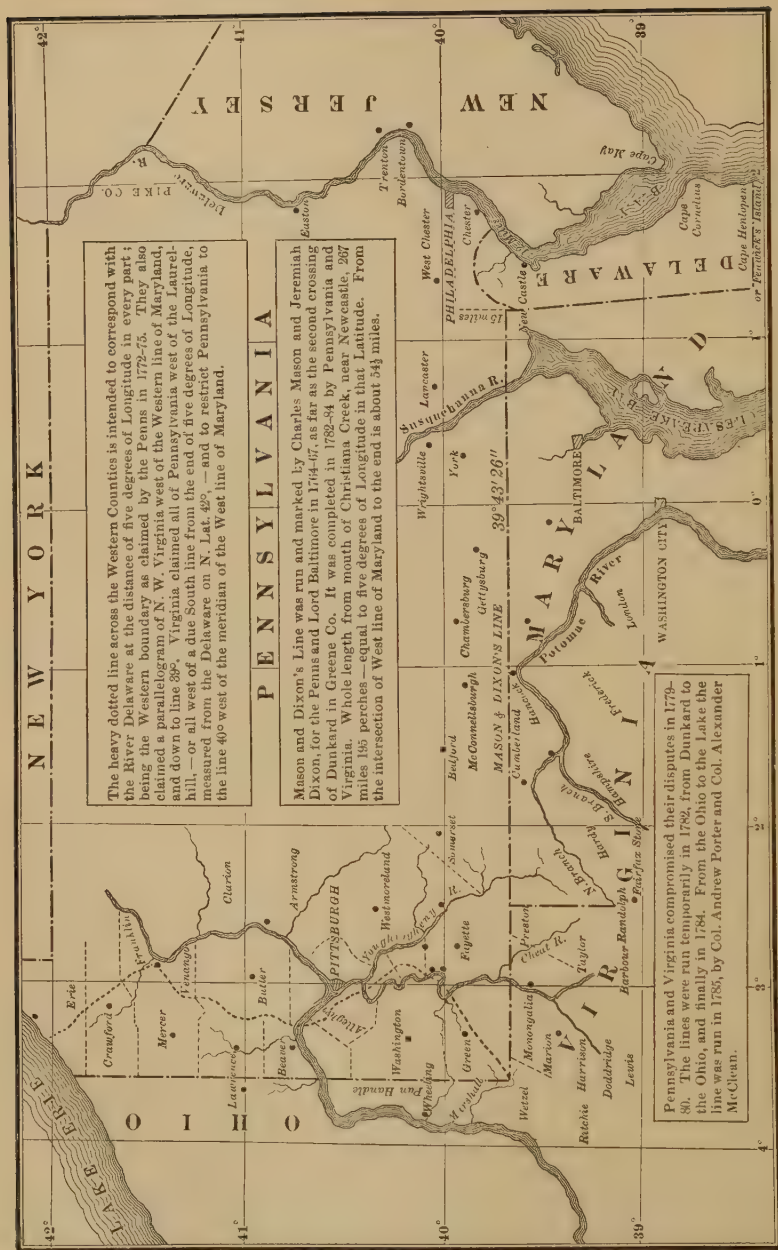 NEW YORK
PENNSYLVANIA
NEW JERSEY
DELAWARE
MARYLAND
VIRGINIA
OHIO
LAKE ERIE
The heavy dotted line across the Western Counties is intended to correspond with
the River Delaware at the distance of five degrees of Longitude in every part;
being the Western boundary as claimed by the Penns in 1772-75. They also
claimed a parallelogram of N. W. Virginia west of the Western line of Maryland,
and down to line 39°. Virginia claimed all of Pennsylvania west of the Laurel-
hill,—or all west of a due South line from the end of five degrees of Longitude,
measured from the Delaware on N. Lat. 42°,—and to restrict Pennsylvania to
the line 40° west of the meridian of the West line of Maryland.
Mason and Dixon's Line was run and marked by Charles Mason and Jeremiah
Dixon, for the Penns and Lord Baltimore in 1764-67, as far as the second crossing
of Dunkard in Greene Co. It was completed in 1782-84 by Pennsylvania and
Virginia. Whole length from mouth of Christiana Creek, near Newcastle, 267
miles 195 perches—equal to five degrees of Longitude in that Latitude. From
the intersection of West line of Maryland to the end is about 54½ miles.
Pennsylvania and Virginia compromised their disputes in 1779-
80. The lines were run temporarily in 1782, from Dunkard to
the Ohio, and finally in 1784. From the Ohio to the Lake the
line was run in 1785, by Col. Andrew Porter and Col. Alexander
McClean.
42°
41°
40°
39°
42°
41°
40°
39°
4°
3°
2°
1°
0°
1°
2°
Erie
Crawford
Mercer
Franklin
Venango
Clarion
Lawrence
Butler
Armstrong
Beaver
PITTSBURGH
Alleghy
Westmoreland
Youghiogheny R.
Washington
Fayette
Somerset
Green
Pan Handle
Wheeling
Marshall
Wetzel
Monongalia
Marion
Preston
Cheat R.
Taylor
Harrison
Ritchie
Doddridge
Lewis
Barbour
Randolph
Fairfax Stone
N. Branch
S. Branch
Hardy
Hampshire
Bedford
McConnellsburgh
Chambersburg
Gettysburg
MASON & DIXON'S LINE
39° 43' 26"
Cumberland
Hancock
Potomac River
Frederick
London
WASHINGTON CITY
BALTIMORE
York
Wrightsville
Lancaster
Susquehanna R.
CHESAPEAKE BAY
West Chester
PHILADELPHIA
Chester
15 miles
New Castle
PIKE CO.
Delaware R.
Easton
Trenton
Bordentown
BAY
Cape May
Cape Cornelius
Cape Henlopen
or Fenwick's Island